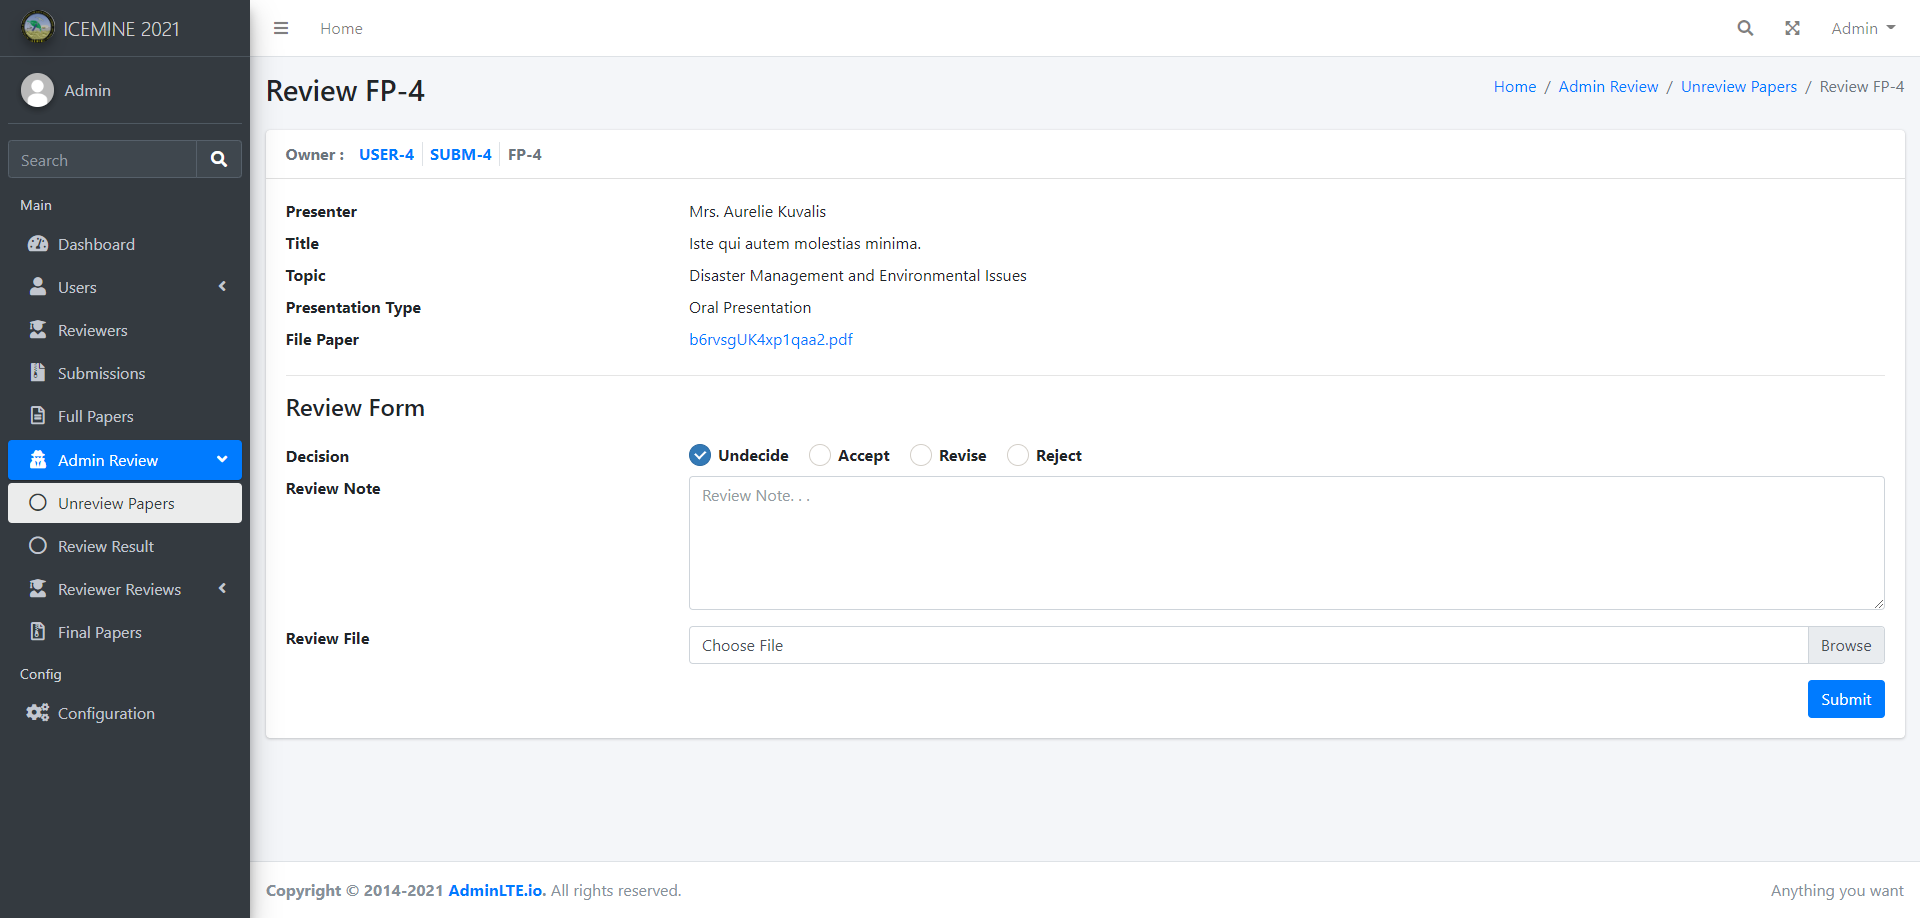 ICEMINE 2021
Home
Admin
Admin
Search
Main
Dashboard
Users
Reviewers
Submissions
Full Papers
Admin Review
Unreview Papers
Review Result
Reviewer Reviews
Final Papers
Config
Configuration
Review FP-4
Home / Admin Review / Unreview Papers / Review FP-4
Owner : USER-4 SUBM-4 FP-4
Presenter Mrs. Aurelie Kuvalis
Title Iste qui autem molestias minima.
Topic Disaster Management and Environmental Issues
Presentation Type Oral Presentation
File Paper b6rvsgUK4xp1qaa2.pdf
Review Form
Decision Undecide Accept Revise Reject
Review Note Review Note. . .
Review File Choose File Browse
Submit
Copyright © 2014-2021 AdminLTE.io. All rights reserved.
Anything you want